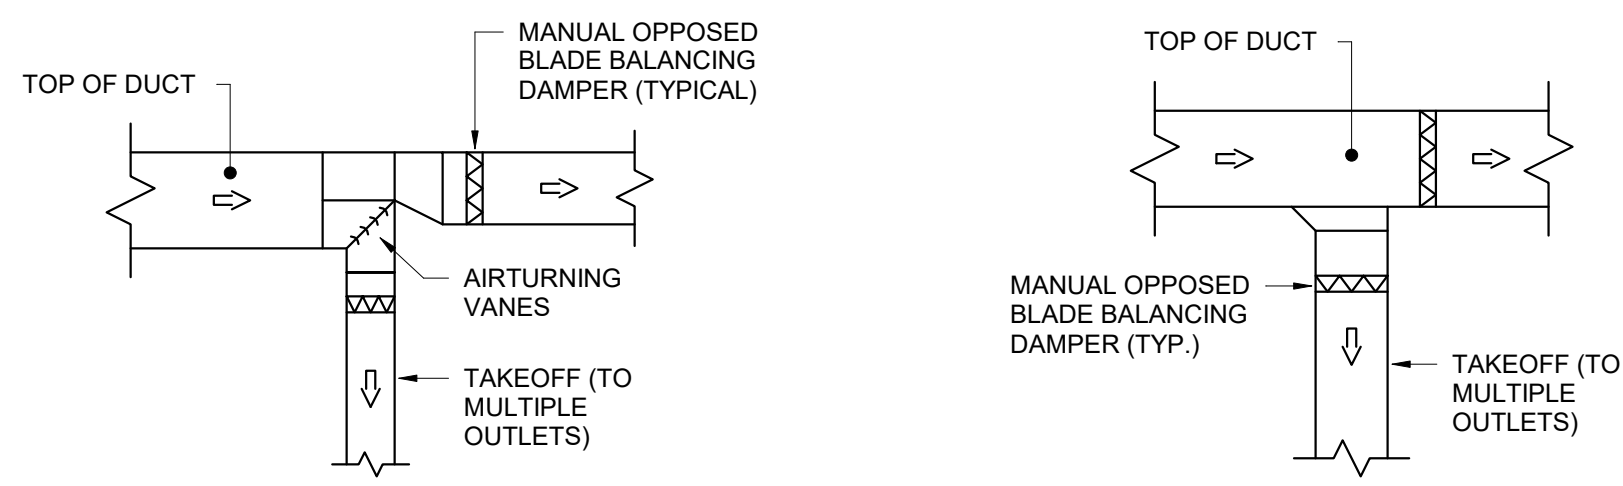 TOP OF DUCT
MANUAL OPPOSED
BLADE BALANCING
DAMPER (TYPICAL)
AIRTURNING
VANES
TAKEOFF (TO
MULTIPLE
OUTLETS)
TOP OF DUCT
MANUAL OPPOSED
BLADE BALANCING
DAMPER (TYP.)
TAKEOFF (TO
MULTIPLE
OUTLETS)